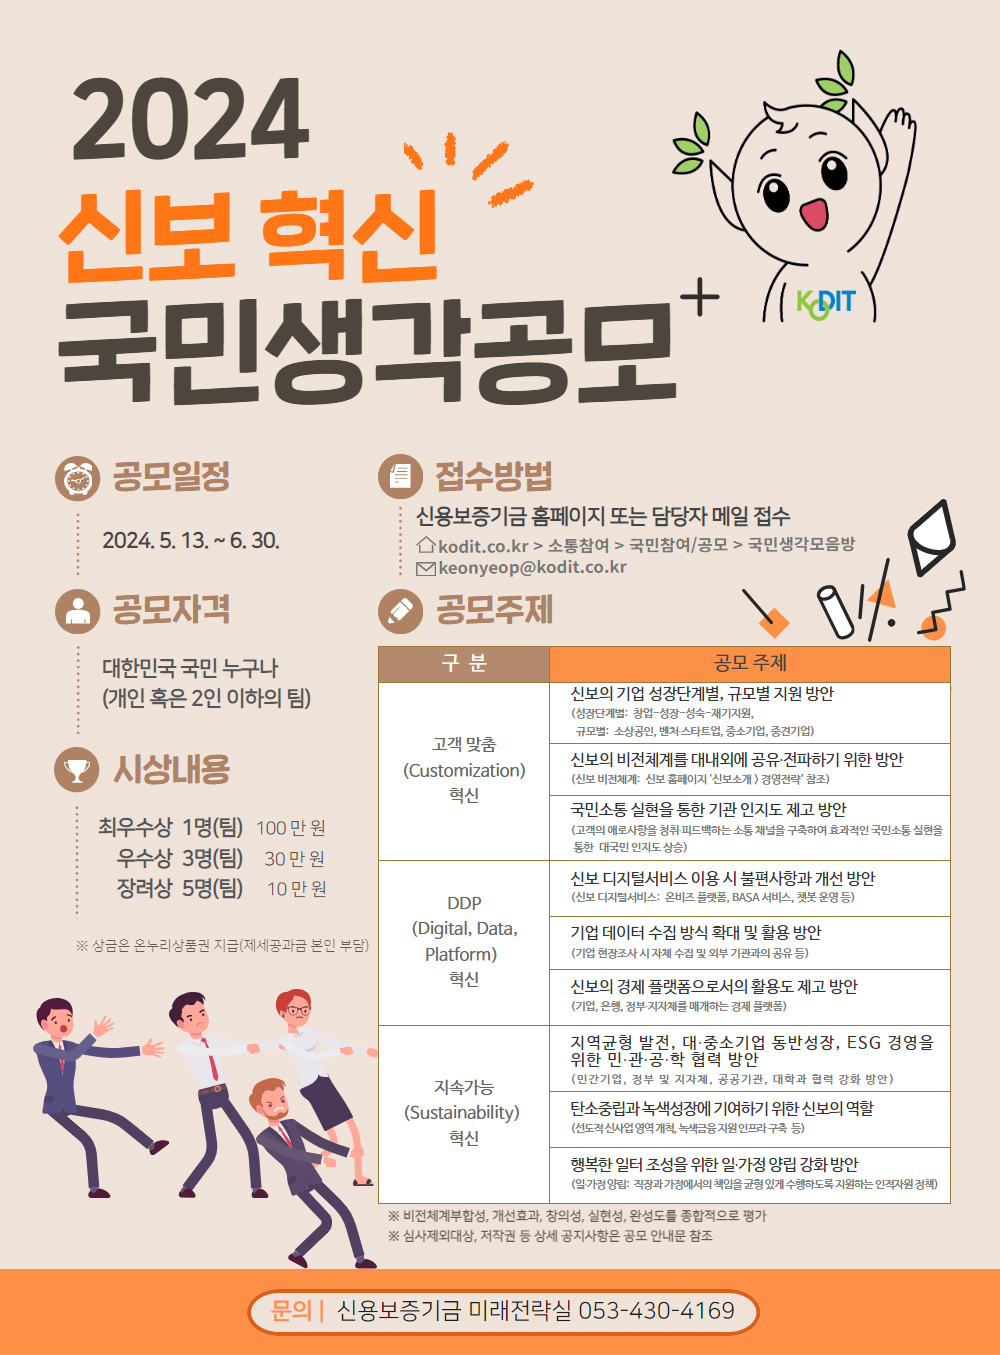 2024
신보 혁신
국민생각공모
KODIT
공모일정
2024. 5. 13. ~ 6. 30.
공모자격
대한민국 국민 누구나
(개인 혹은 2인 이하의 팀)
시상내용
최우수상 1명(팀) 100 만 원
우수상 3명(팀) 30 만 원
장려상 5명(팀) 10 만 원
※ 상금은 온누리상품권 지급(제세공과금 본인 부담)
접수방법
신용보증기금 홈페이지 또는 담당자 메일 접수
kodit.co.kr > 소통참여 > 국민참여/공모 > 국민생각모음방
keonyeop@kodit.co.kr
공모주제
구 분
공모 주제
고객 맞춤
(Customization)
혁신
신보의 기업 성장단계별, 규모별 지원 방안
(성장단계별: 창업-성장-성숙-재기지원,
규모별: 소상공인, 벤처·스타트업, 중소기업, 중견기업)
신보의 비전체계를 대내외에 공유·전파하기 위한 방안
(신보 비전체계: 신보 홈페이지 '신보소개 > 경영전략' 참조)
국민소통 실현을 통한 기관 인지도 제고 방안
(고객의 애로사항을 청취·피드백하는 소통 채널을 구축하여 효과적인 국민소통 실현을
통한 대국민 인지도 상승)
DDP
(Digital, Data,
Platform)
혁신
신보 디지털서비스 이용 시 불편사항과 개선 방안
(신보 디지털서비스: 온비즈 플랫폼, BASA 서비스, 챗봇 운영 등)
기업 데이터 수집 방식 확대 및 활용 방안
(기업 현장조사 시 자체 수집 및 외부 기관과의 공유 등)
신보의 경제 플랫폼으로서의 활용도 제고 방안
(기업, 은행, 정부·지자체를 매개하는 경제 플랫폼)
지속가능
(Sustainability)
혁신
지역균형 발전, 대·중소기업 동반성장, ESG 경영을
위한 민·관·공·학 협력 방안
(민간기업, 정부 및 지자체, 공공기관, 대학과 협력 강화 방안)
탄소중립과 녹색성장에 기여하기 위한 신보의 역할
(선도적 신사업 영역 개척, 녹색금융 지원 인프라 구축 등)
행복한 일터 조성을 위한 일·가정 양립 강화 방안
(일·가정 양립: 직장과 가정에서의 책임을 균형 있게 수행하도록 지원하는 인적자원 정책)
※ 비전체계부합성, 개선효과, 창의성, 실현성, 완성도를 종합적으로 평가
※ 심사제외대상, 저작권 등 상세 공지사항은 공모 안내문 참조
문의 | 신용보증기금 미래전략실 053-430-4169